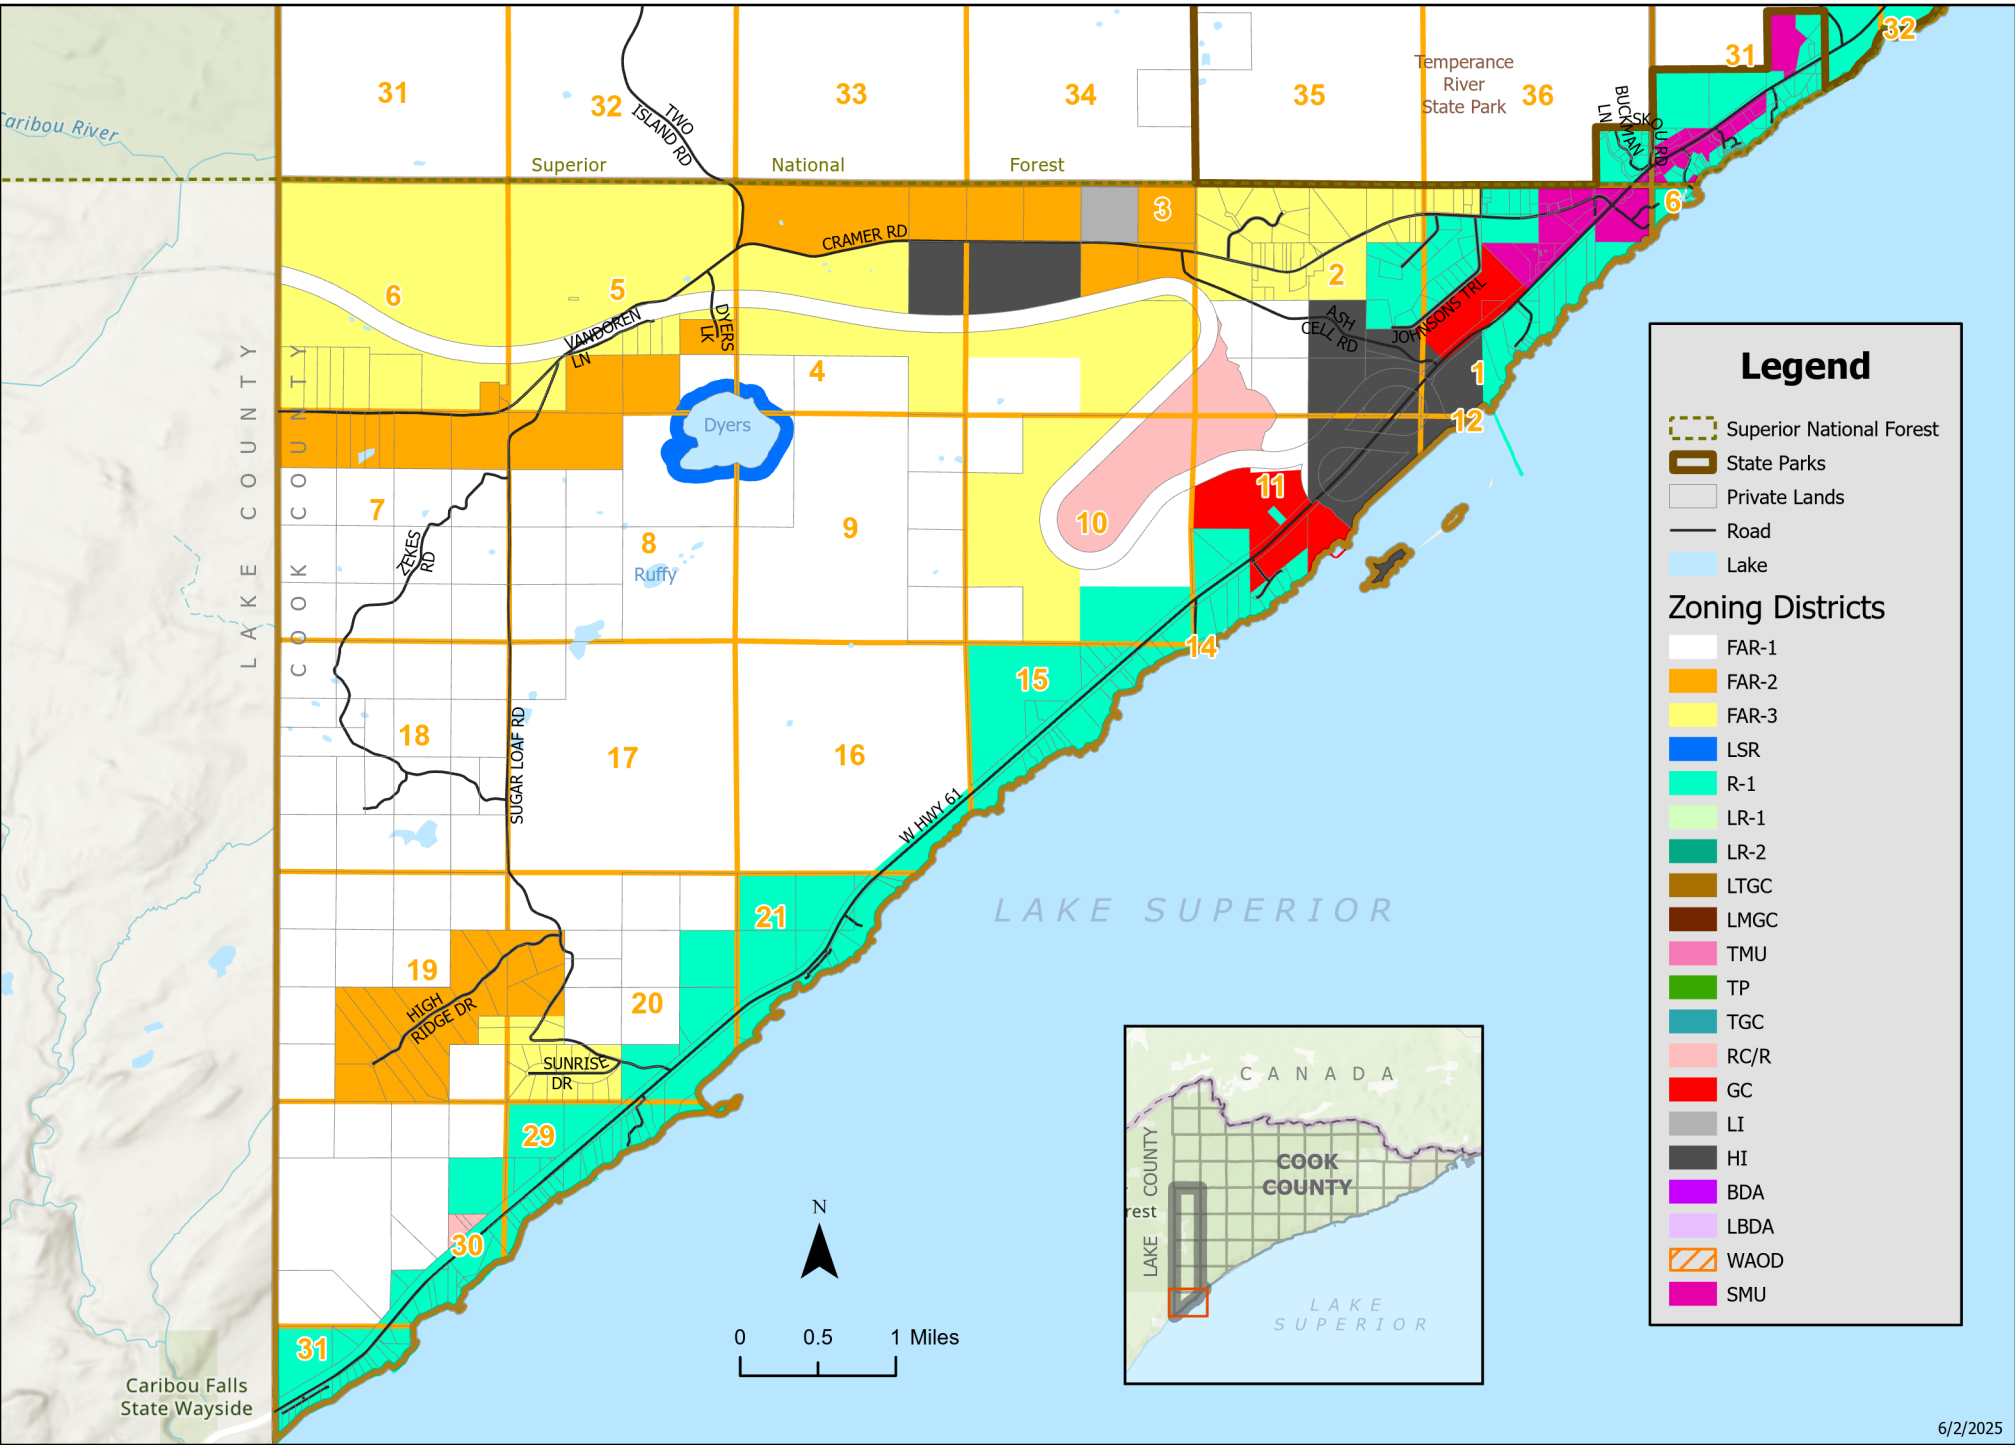 31
32
33
34
35
36
31
32
Temperance
River
State Park
TWO
ISLAND RD
BUCKMAN
LN
SKOU RD
Caribou River
Superior
National
Forest
3
6
CRAMER RD
6
5
2
VANDOREN
LN
DYERS
LK
ASH
CELL RD
JOHNSONS TRL
4
1
12
Dyers
LAKE COUNTY
COOK COUNTY
7
8
9
10
11
ZEKES
RD
Ruffy
14
15
18
17
16
SUGAR LOAF RD
W HWY 61
LAKE SUPERIOR
21
19
20
HIGH
RIDGE DR
SUNRISE
DR
29
30
31
Caribou Falls
State Wayside
N
0 0.5 1 Miles
Legend
Superior National Forest
State Parks
Private Lands
Road
Lake
Zoning Districts
FAR-1
FAR-2
FAR-3
LSR
R-1
LR-1
LR-2
LTGC
LMGC
TMU
TP
TGC
RC/R
GC
LI
HI
BDA
LBDA
WAOD
SMU
CANADA
COOK
COUNTY
LAKE COUNTY
rest
LAKE
SUPERIOR
6/2/2025